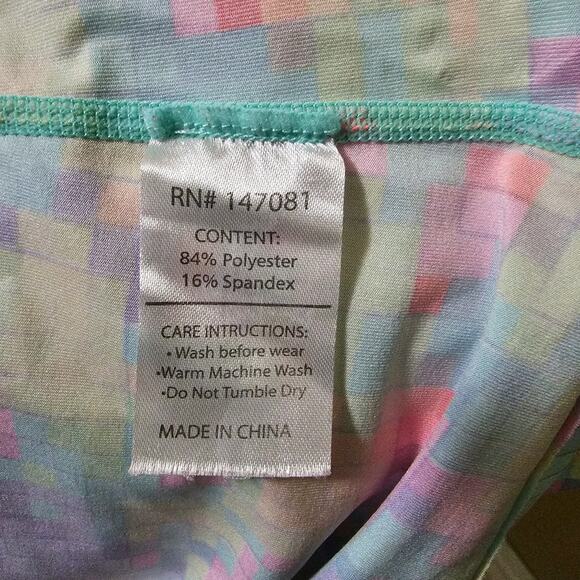 RN# 147081
CONTENT:
84% Polyester
16% Spandex
CARE INTRUCTIONS:
• Wash before wear
•Warm Machine Wash
•Do Not Tumble Dry
MADE IN CHINA